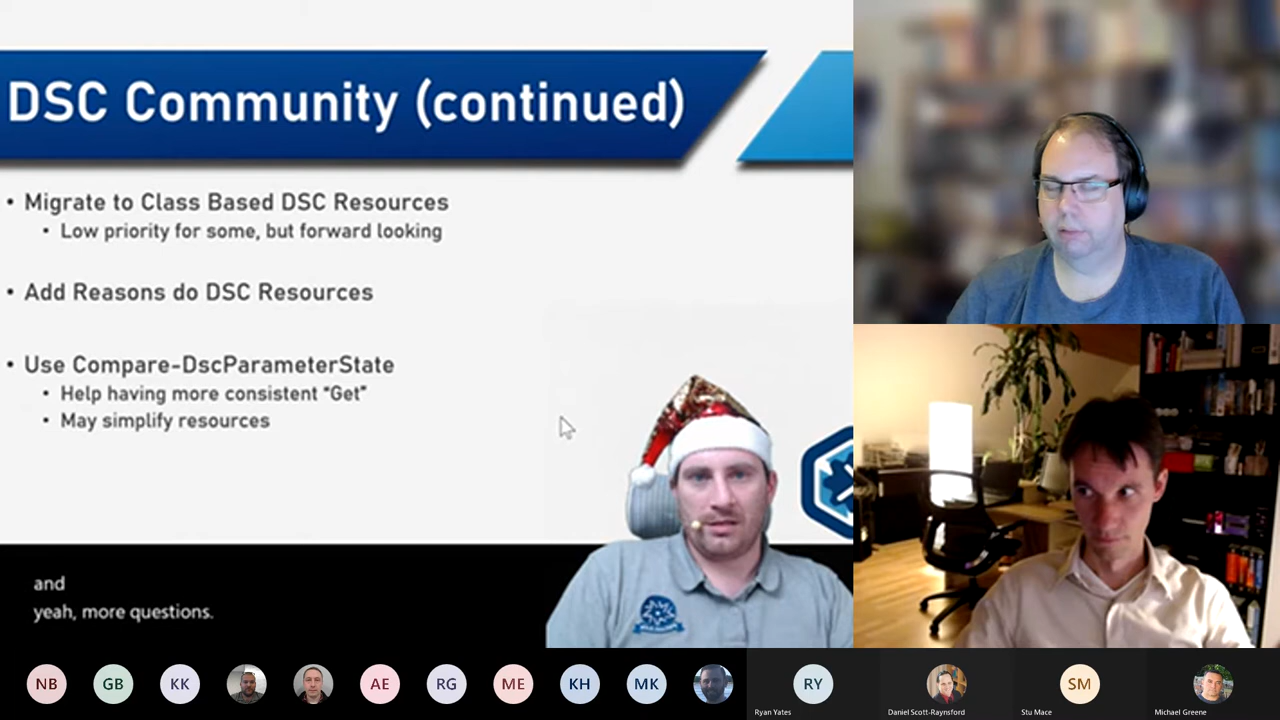 DSC Community (continued)
• Migrate to Class Based DSC Resources
• Low priority for some, but forward looking
• Add Reasons do DSC Resources
• Use Compare-DscParameterState
• Help having more consistent "Get"
• May simplify resources
and
yeah, more questions.
NB
GB
KK
AE
RG
ME
KH
MK
RY
SM
Ryan Yates
Daniel Scott-Raynsford
Stu Mace
Michael Greene